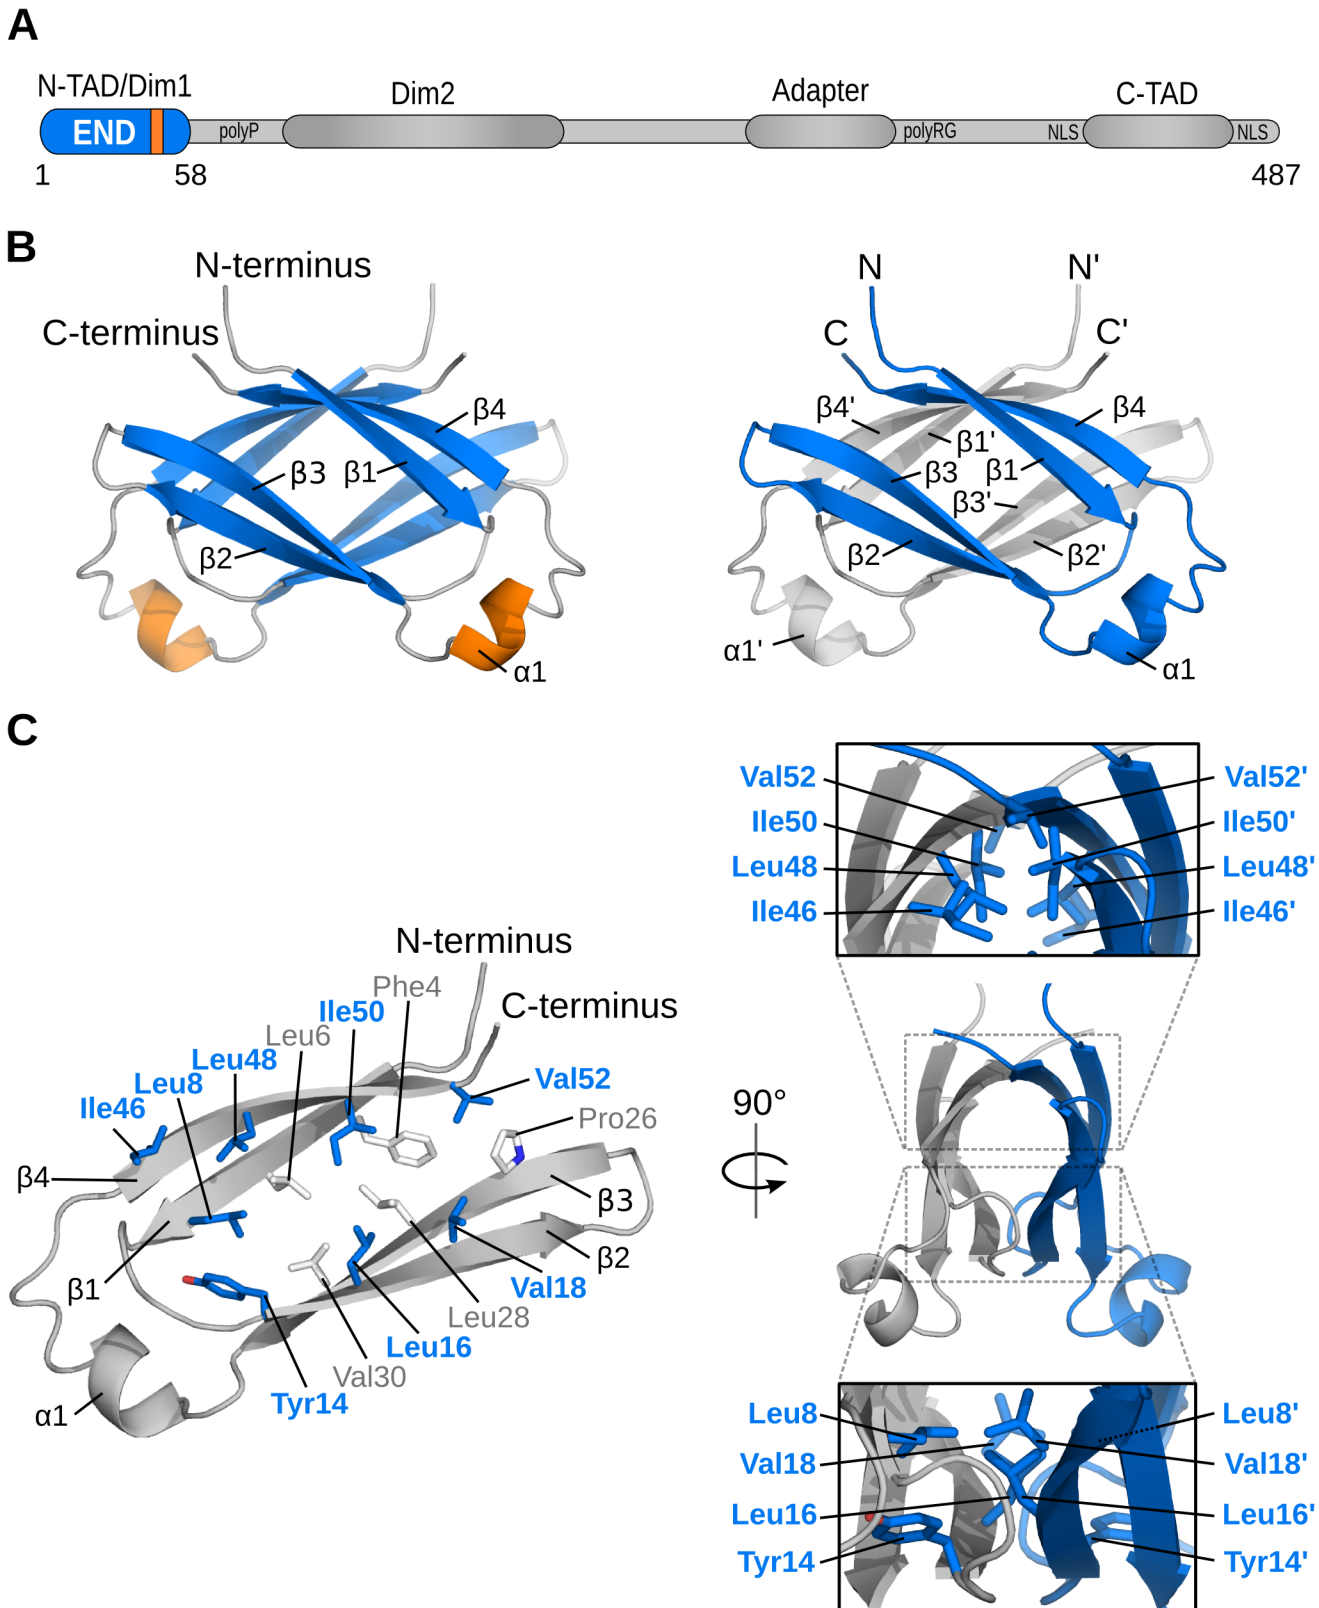 A
N-TAD/Dim1
Dim2
Adapter
C-TAD
END
polyP
polyRG
NLS
NLS
1
58
487
B
N-terminus
C-terminus
β4
β3
β1
β2
α1
N
N'
C
C'
β4'
β4
β1'
β3
β1
β3'
β2
β2'
α1'
α1
C
N-terminus
Phe4
C-terminus
Ile50
Leu6
Leu48
Leu8
Val52
Ile46
Pro26
β4
β3
β2
β1
Val18
Leu28
Leu16
Val30
Tyr14
α1
90°
Val52
Val52'
Ile50
Ile50'
Leu48
Leu48'
Ile46
Ile46'
Leu8
Leu8'
Val18
Val18'
Leu16
Leu16'
Tyr14
Tyr14'